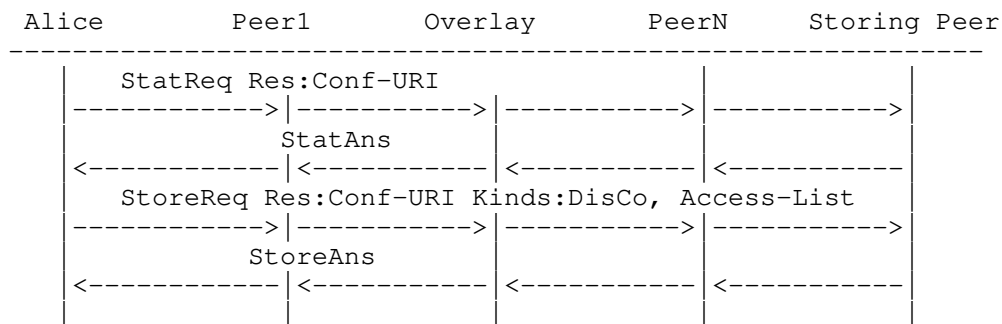 Alice Peer1 Overlay PeerN Storing Peer
StatReq Res:Conf-URI
StatAns
StoreReq Res:Conf-URI Kinds:DisCo, Access-List
StoreAns